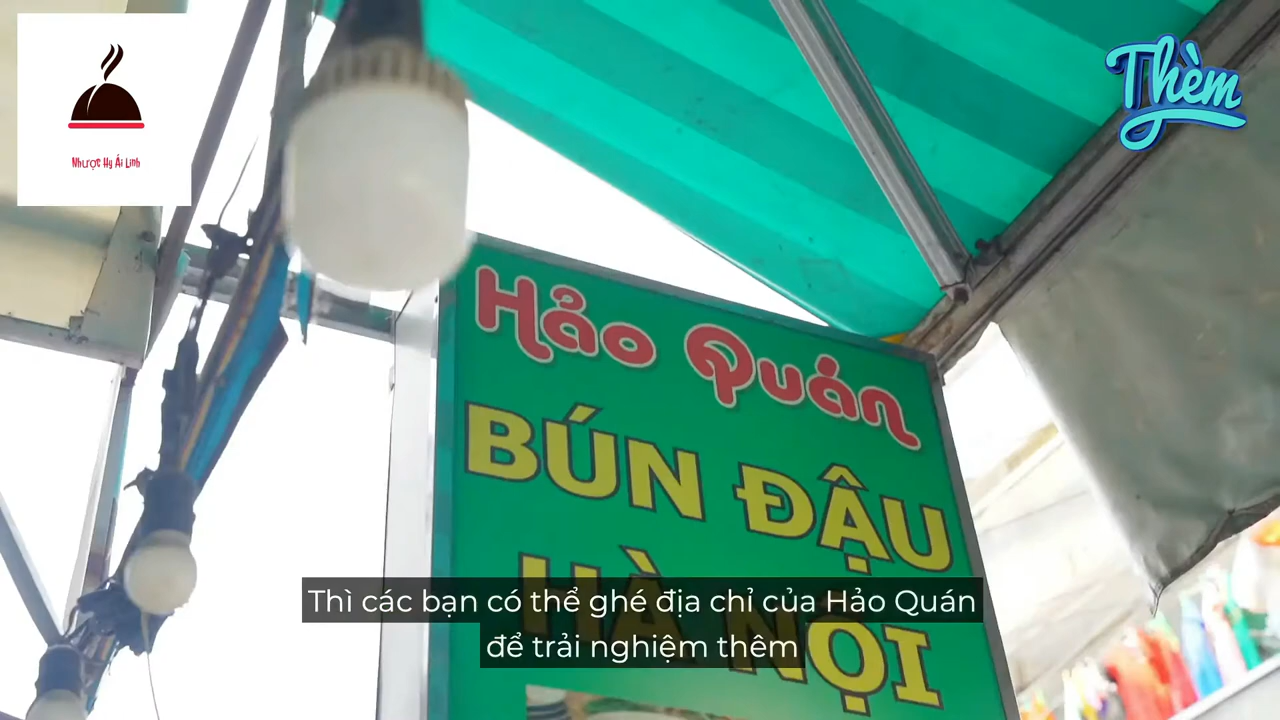 Nhược Hy Ái Linh
Thèm
Hảo Quán
BÚN ĐẬU
HÀ NỘI
Thì các bạn có thể ghé địa chỉ của Hảo Quán
để trải nghiệm thêm